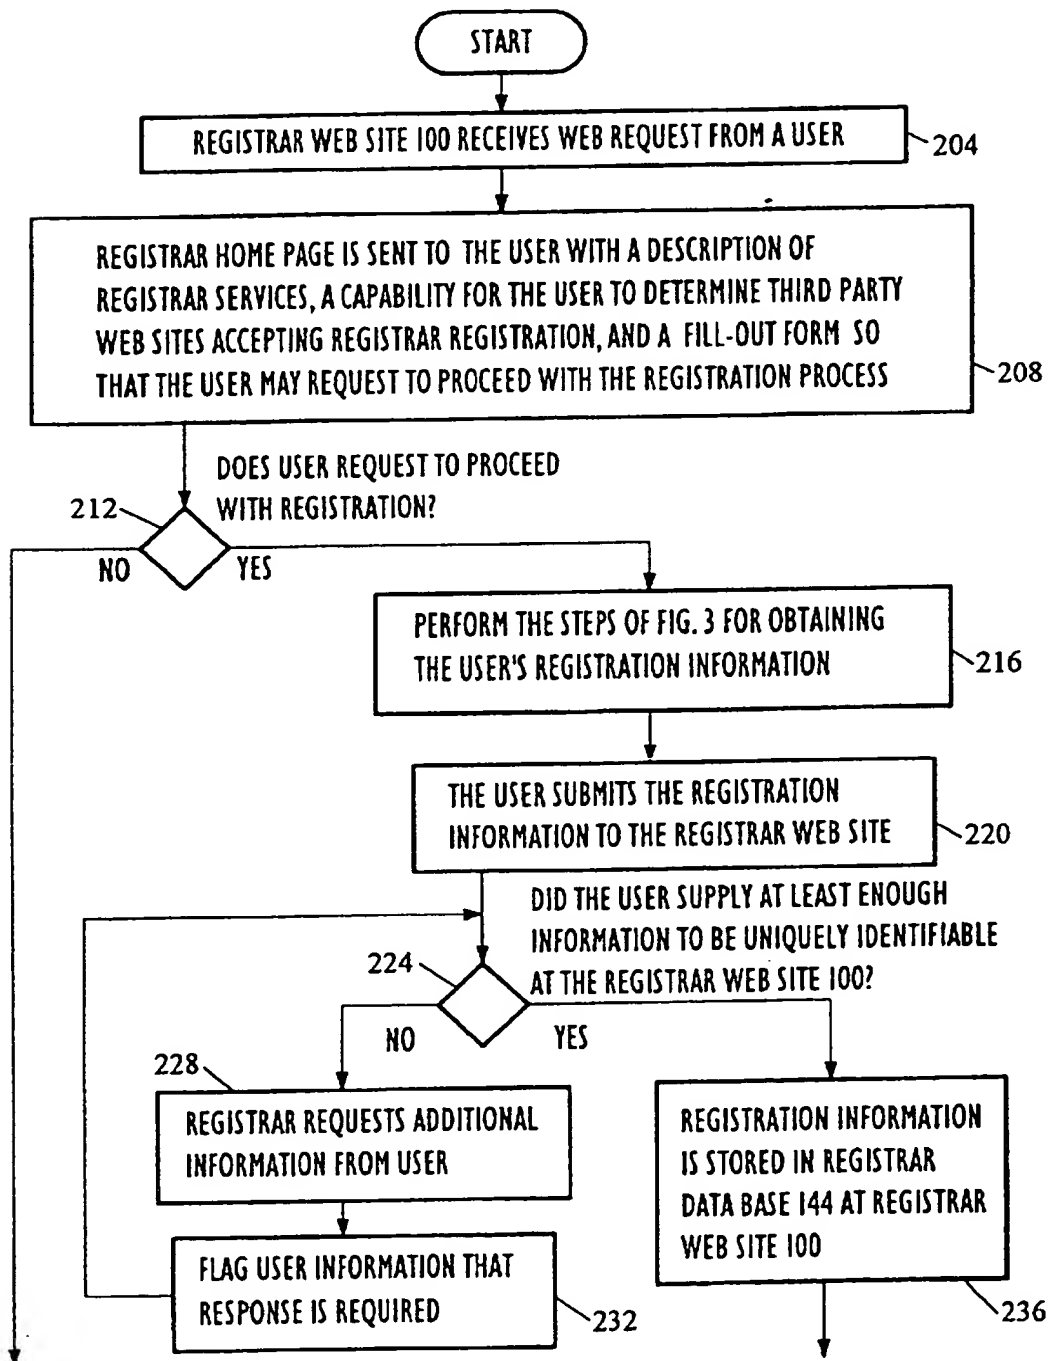 START
REGISTRAR WEB SITE 100 RECEIVES WEB REQUEST FROM A USER
204
REGISTRAR HOME PAGE IS SENT TO THE USER WITH A DESCRIPTION OF
REGISTRAR SERVICES, A CAPABILITY FOR THE USER TO DETERMINE THIRD PARTY
WEB SITES ACCEPTING REGISTRAR REGISTRATION, AND A FILL-OUT FORM SO
THAT THE USER MAY REQUEST TO PROCEED WITH THE REGISTRATION PROCESS
208
DOES USER REQUEST TO PROCEED
WITH REGISTRATION?
212
NO
YES
PERFORM THE STEPS OF FIG. 3 FOR OBTAINING
THE USER'S REGISTRATION INFORMATION
216
THE USER SUBMITS THE REGISTRATION
INFORMATION TO THE REGISTRAR WEB SITE
220
DID THE USER SUPPLY AT LEAST ENOUGH
INFORMATION TO BE UNIQUELY IDENTIFIABLE
AT THE REGISTRAR WEB SITE 100?
224
NO
YES
228
REGISTRAR REQUESTS ADDITIONAL
INFORMATION FROM USER
FLAG USER INFORMATION THAT
RESPONSE IS REQUIRED
232
REGISTRATION INFORMATION
IS STORED IN REGISTRAR
DATA BASE 144 AT REGISTRAR
WEB SITE 100
236